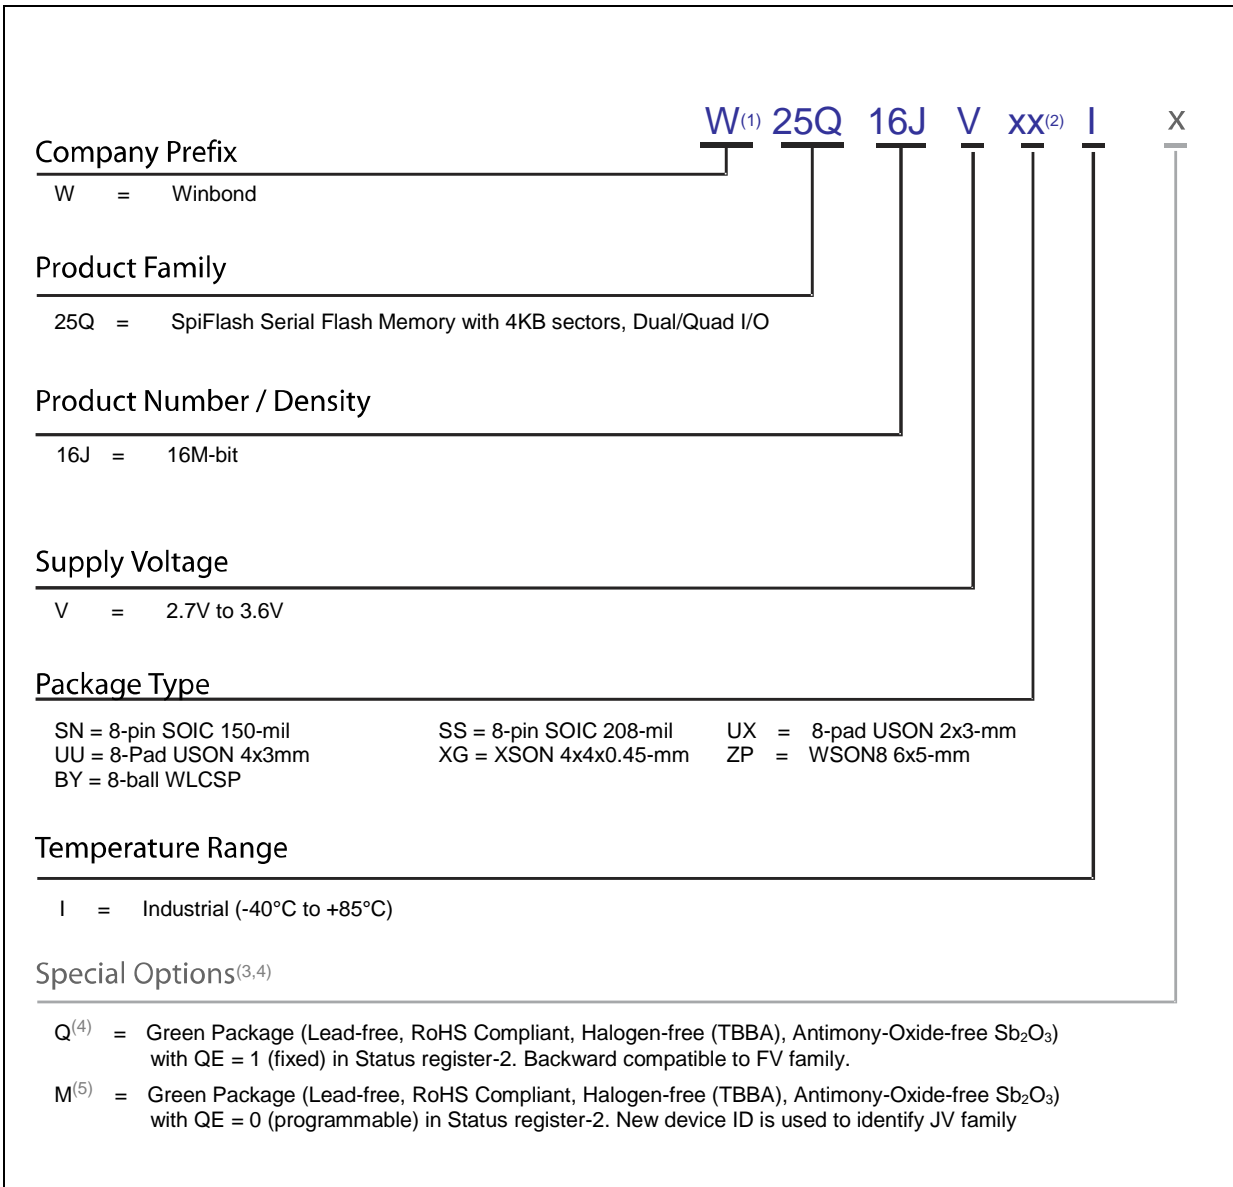 W(1) 25Q 16J V xx(2) I x
Company Prefix
W = Winbond
Product Family
25Q = SpiFlash Serial Flash Memory with 4KB sectors, Dual/Quad I/O
Product Number / Density
16J = 16M-bit
Supply Voltage
V = 2.7V to 3.6V
Package Type
SN = 8-pin SOIC 150-mil SS = 8-pin SOIC 208-mil UX = 8-pad USON 2x3-mm
UU = 8-Pad USON 4x3mm XG = XSON 4x4x0.45-mm ZP = WSON8 6x5-mm
BY = 8-ball WLCSP
Temperature Range
I = Industrial (-40°C to +85°C)
Special Options(3,4)
Q(4) = Green Package (Lead-free, RoHS Compliant, Halogen-free (TBBA), Antimony-Oxide-free Sb₂O₃)
with QE = 1 (fixed) in Status register-2. Backward compatible to FV family.
M(5) = Green Package (Lead-free, RoHS Compliant, Halogen-free (TBBA), Antimony-Oxide-free Sb₂O₃)
with QE = 0 (programmable) in Status register-2. New device ID is used to identify JV family